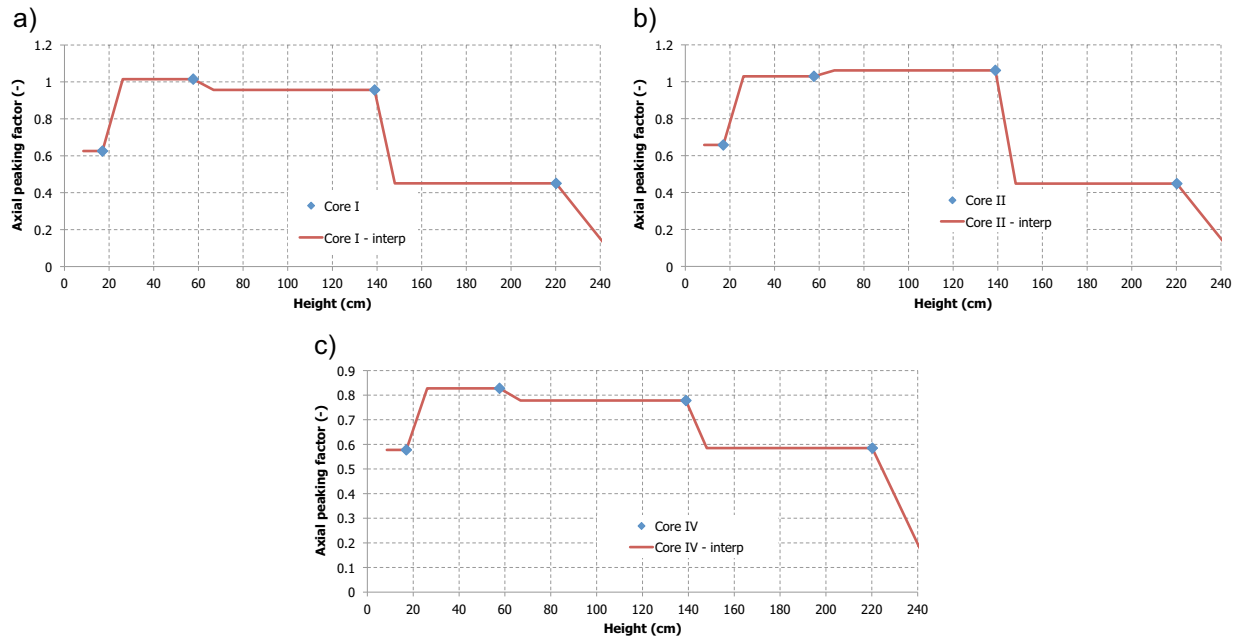 a)
1.2
1
0.8
0.6
0.4
0.2
0
Axial peaking factor (-)
Core I
Core I - interp
0 20 40 60 80 100 120 140 160 180 200 220 240
Height (cm)
b)
1.2
1
0.8
0.6
0.4
0.2
0
Axial peaking factor (-)
Core II
Core II - interp
0 20 40 60 80 100 120 140 160 180 200 220 240
Height (cm)
c)
0.9
0.8
0.7
0.6
0.5
0.4
0.3
0.2
0.1
0
Axial peaking factor (-)
Core IV
Core IV - interp
0 20 40 60 80 100 120 140 160 180 200 220 240
Height (cm)